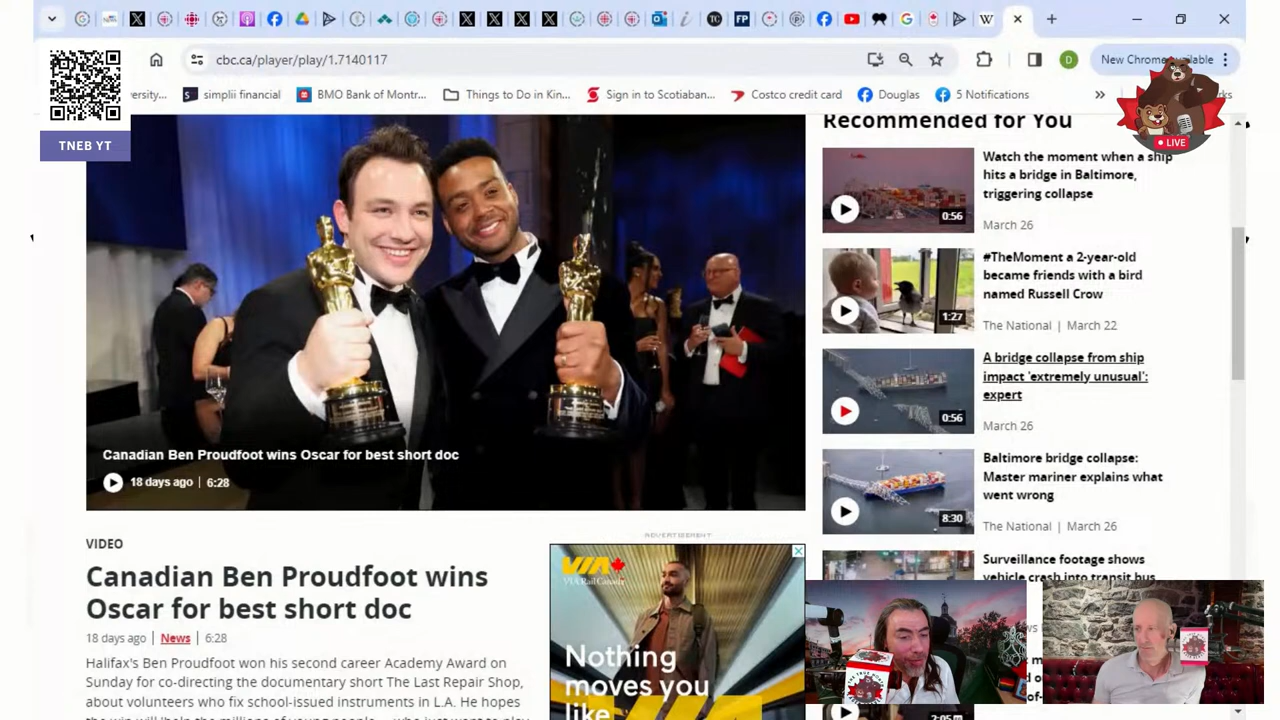 cbc.ca/player/play/1.7140117
New Chrome available
TNEB YT
simplii financial
BMO Bank of Montr...
Things to Do in Kin...
Sign in to Scotiaban...
Costco credit card
Douglas
5 Notifications
LIVE
Canadian Ben Proudfoot wins Oscar for best short doc
18 days ago | 6:28
VIDEO
Canadian Ben Proudfoot wins
Oscar for best short doc
18 days ago | News | 6:28
Halifax's Ben Proudfoot won his second career Academy Award on
Sunday for co-directing the documentary short The Last Repair Shop,
about volunteers who fix school-issued instruments in L.A. He hopes
ADVERTISEMENT
VIA
VIA Rail Canada
Nothing
moves you
like
Recommended for You
Watch the moment when a ship
hits a bridge in Baltimore,
triggering collapse
0:56
March 26
#TheMoment a 2-year-old
became friends with a bird
named Russell Crow
1:27
The National | March 22
A bridge collapse from ship
impact 'extremely unusual':
expert
0:56
March 26
Baltimore bridge collapse:
Master mariner explains what
went wrong
8:30
The National | March 26
Surveillance footage shows
vehicle crash into transit bus